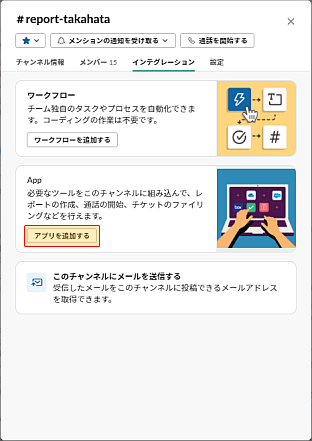 # report-takahata
メンションの通知を受け取る
通話を開始する
チャンネル情報 メンバー 15 インテグレーション 設定
ワークフロー
チーム独自のタスクやプロセスを自動化できま
す。コーディングの作業は不要です。
ワークフローを追加する
App
必要なツールをこのチャンネルに組み込んで、レ
ポートの作成、通話の開始、チケットのファイリ
ングなどを行えます。
アプリを追加する
このチャンネルにメールを送信する
受信したメールをこのチャンネルに投稿できるメールアドレス
を取得できます。